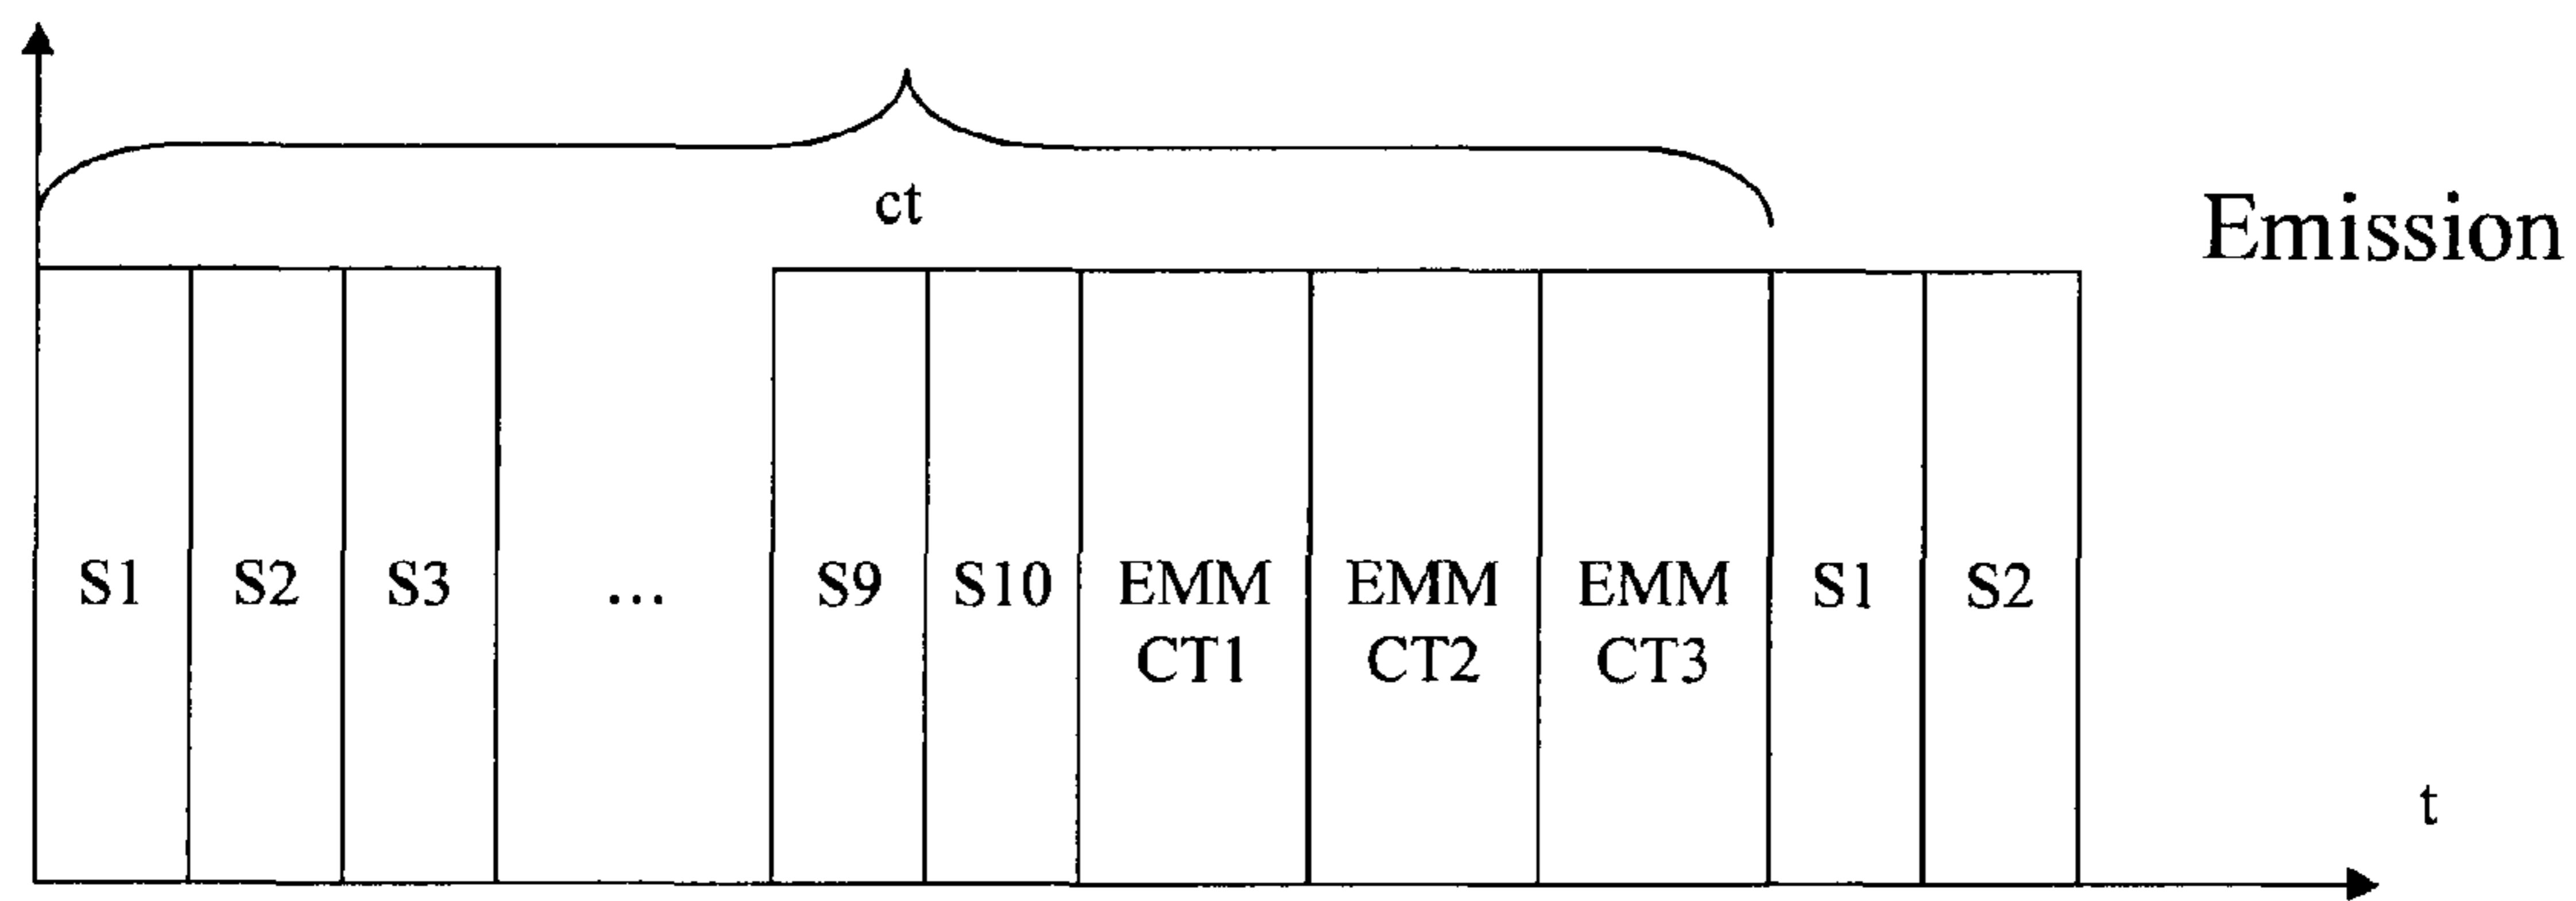 ct
Emission
S1 S2 S3 ... S9 S10 EMM EMM EMM S1 S2
CT1 CT2 CT3
t